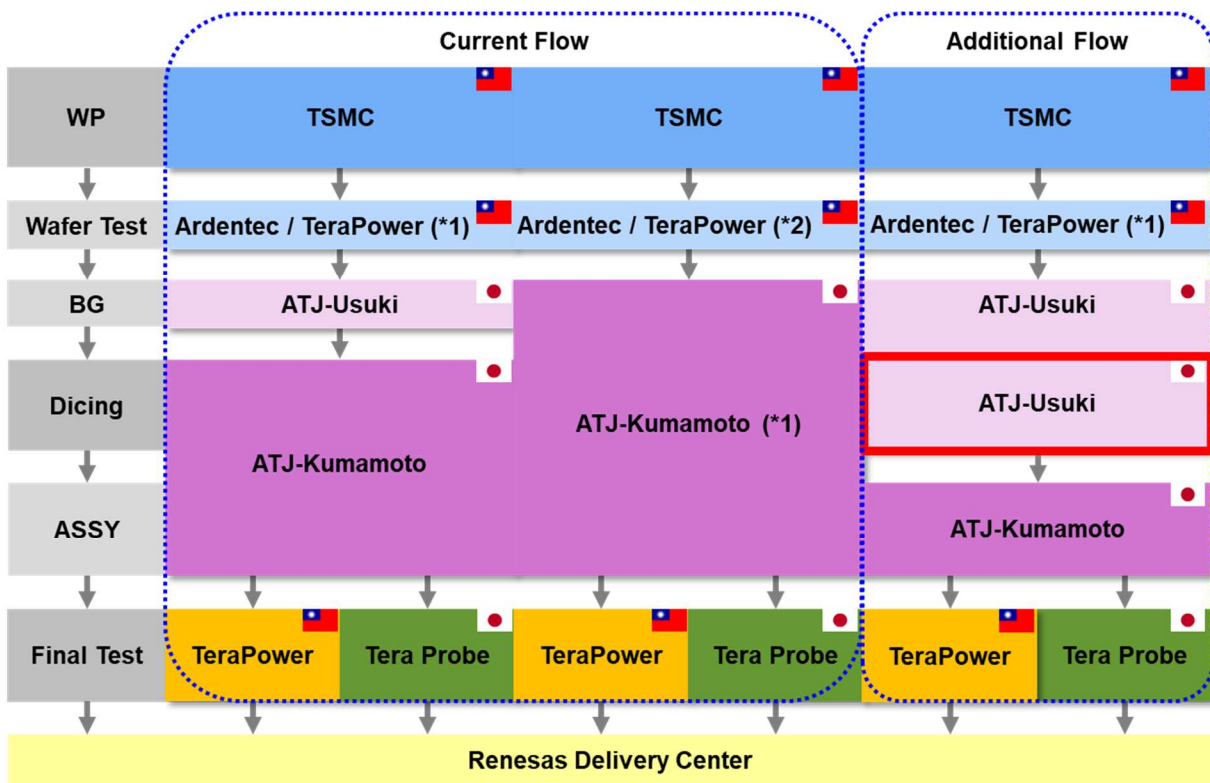 Current Flow
Additional Flow
WP
TSMC
TSMC
TSMC
Wafer Test
Ardentec / TeraPower (*1)
Ardentec / TeraPower (*2)
Ardentec / TeraPower (*1)
BG
ATJ-Usuki
ATJ-Usuki
Dicing
ATJ-Kumamoto
ATJ-Kumamoto (*1)
ATJ-Usuki
ASSY
ATJ-Kumamoto
Final Test
TeraPower
Tera Probe
TeraPower
Tera Probe
TeraPower
Tera Probe
Renesas Delivery Center